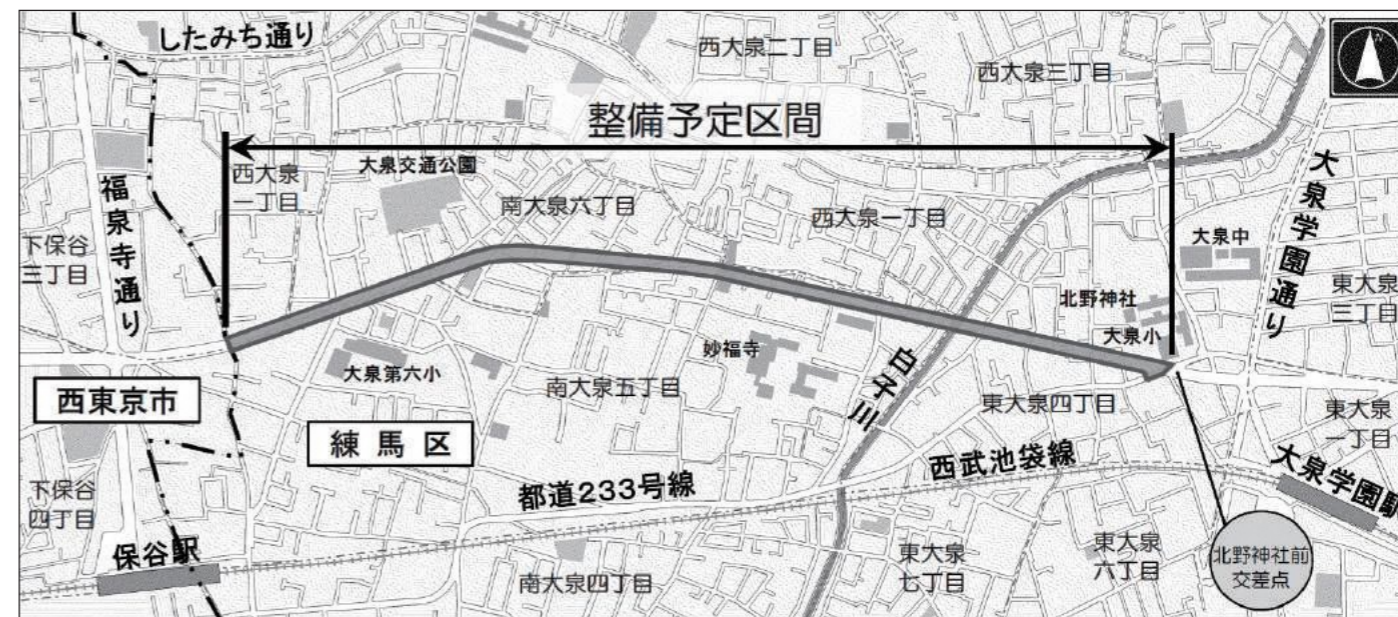 したみち通り
西大泉二丁目
西大泉三丁目
N
整備予定区間
大泉交通公園
西大泉
一丁目
南大泉六丁目
西大泉一丁目
福泉寺通り
下保谷
三丁目
大泉学園通り
大泉中
東大泉
三丁目
北野神社
大泉小
妙福寺
大泉第六小
南大泉五丁目
白子川
東大泉四丁目
西東京市
練馬区
東大泉
一丁目
下保谷
四丁目
都道233号線
西武池袋線
大泉学園駅
保谷駅
南大泉四丁目
東大泉
七丁目
東大泉
六丁目
北野神社前
交差点